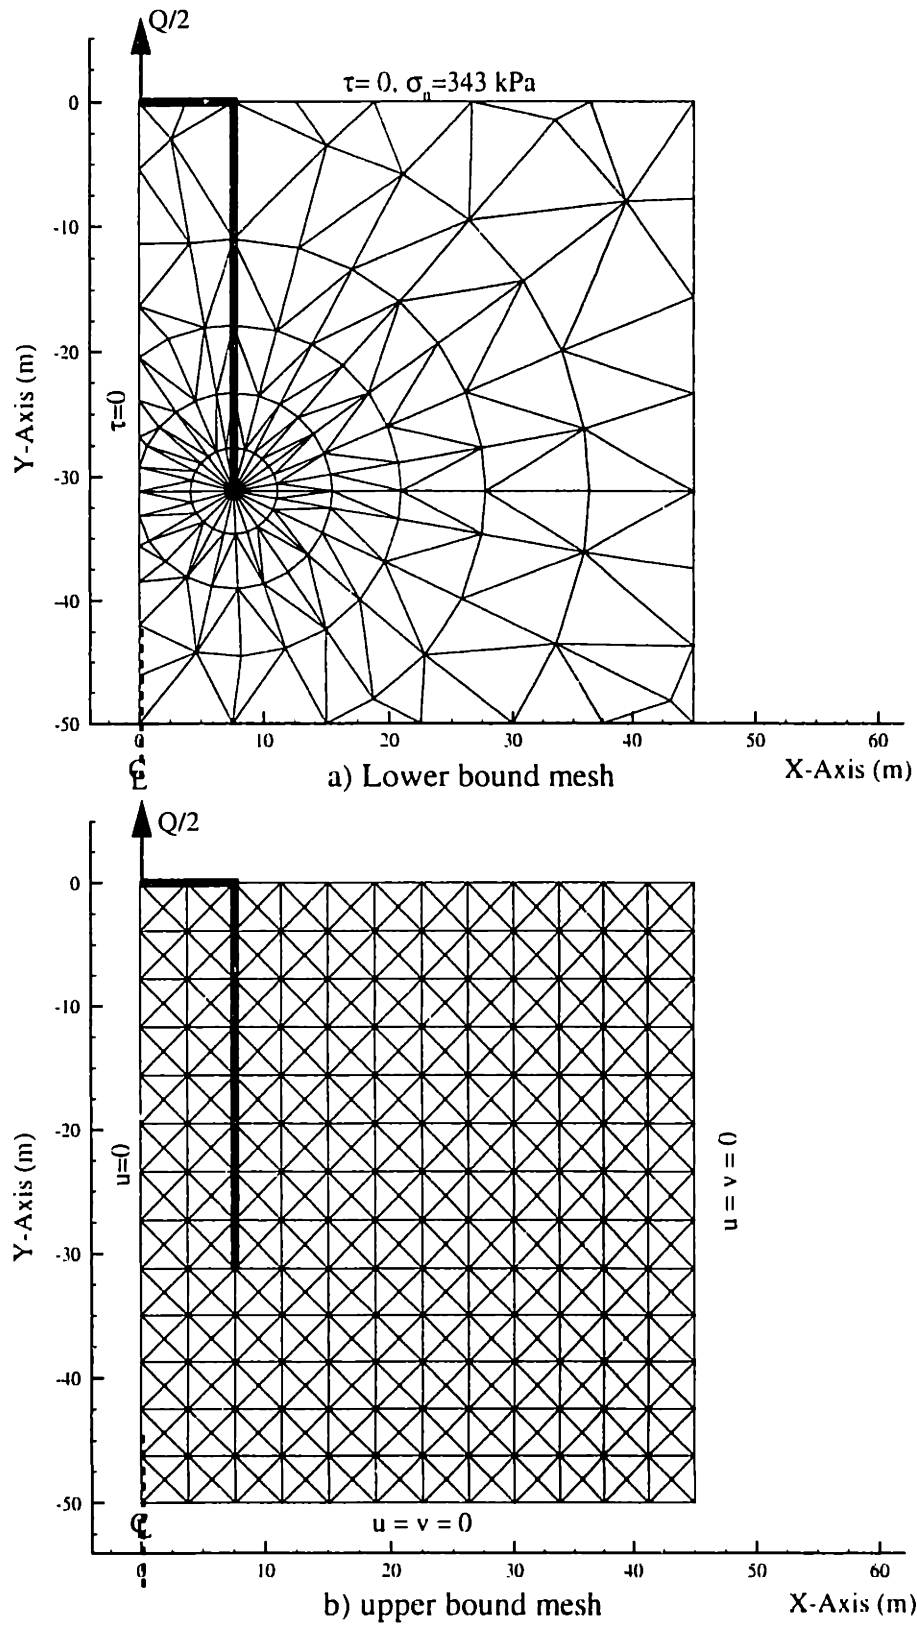 Q/2
τ= 0, σn=343 kPa
0
-10
-20
-30
-40
-50
Y-Axis (m)
τ=0
0 10 20 30 40 50 60
℄
a) Lower bound mesh
X-Axis (m)
Q/2
0
-10
-20
-30
-40
-50
Y-Axis (m)
u=0
u = v = 0
℄
u = v = 0
0 10 20 30 40 50 60
b) upper bound mesh
X-Axis (m)